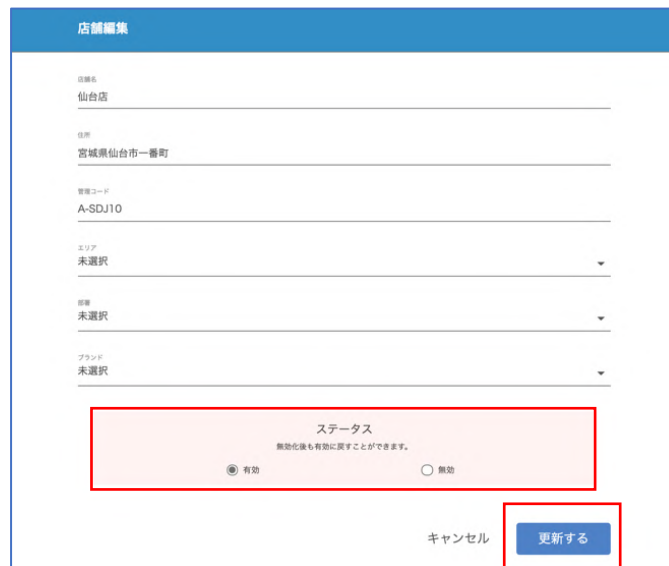 店舗編集
店舗名
仙台店
住所
宮城県仙台市一番町
管理コード
A-SDJ10
エリア
未選択
部署
未選択
ブランド
未選択
ステータス
無効化後も有効に戻すことができます。
有効 無効
キャンセル 更新する